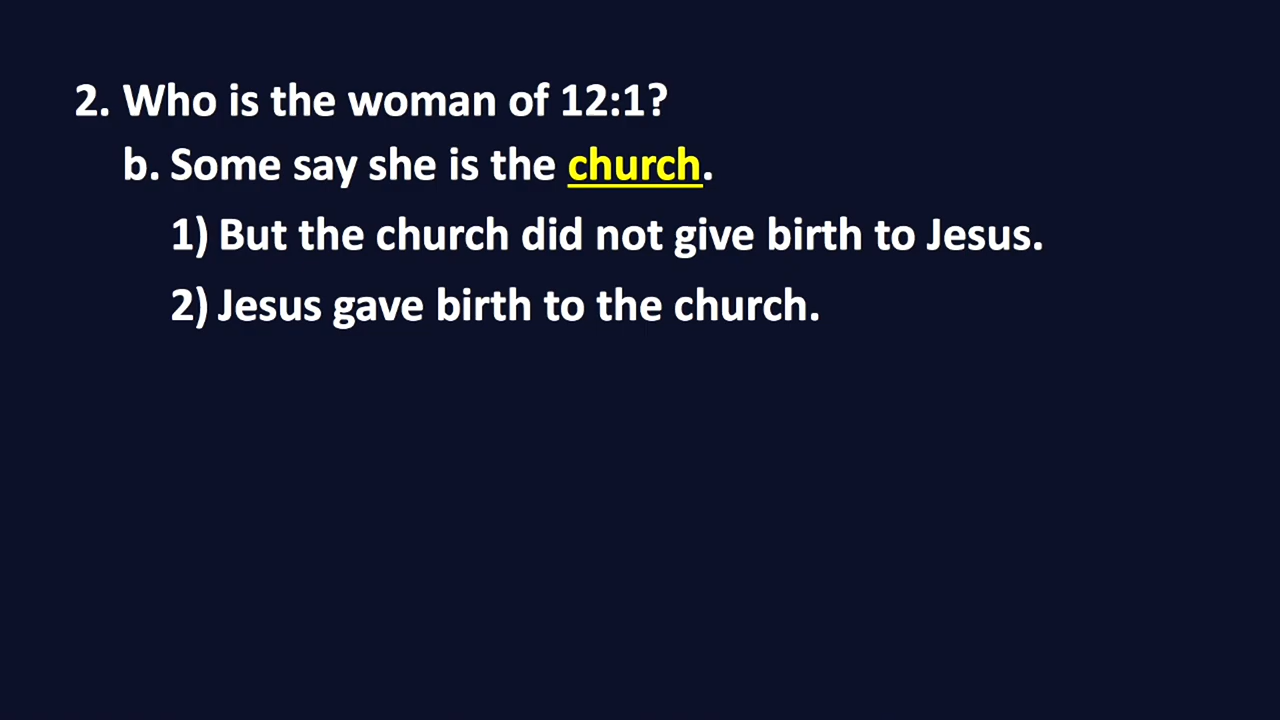 2. Who is the woman of 12:1?
b. Some say she is the church.
1) But the church did not give birth to Jesus.
2) Jesus gave birth to the church.